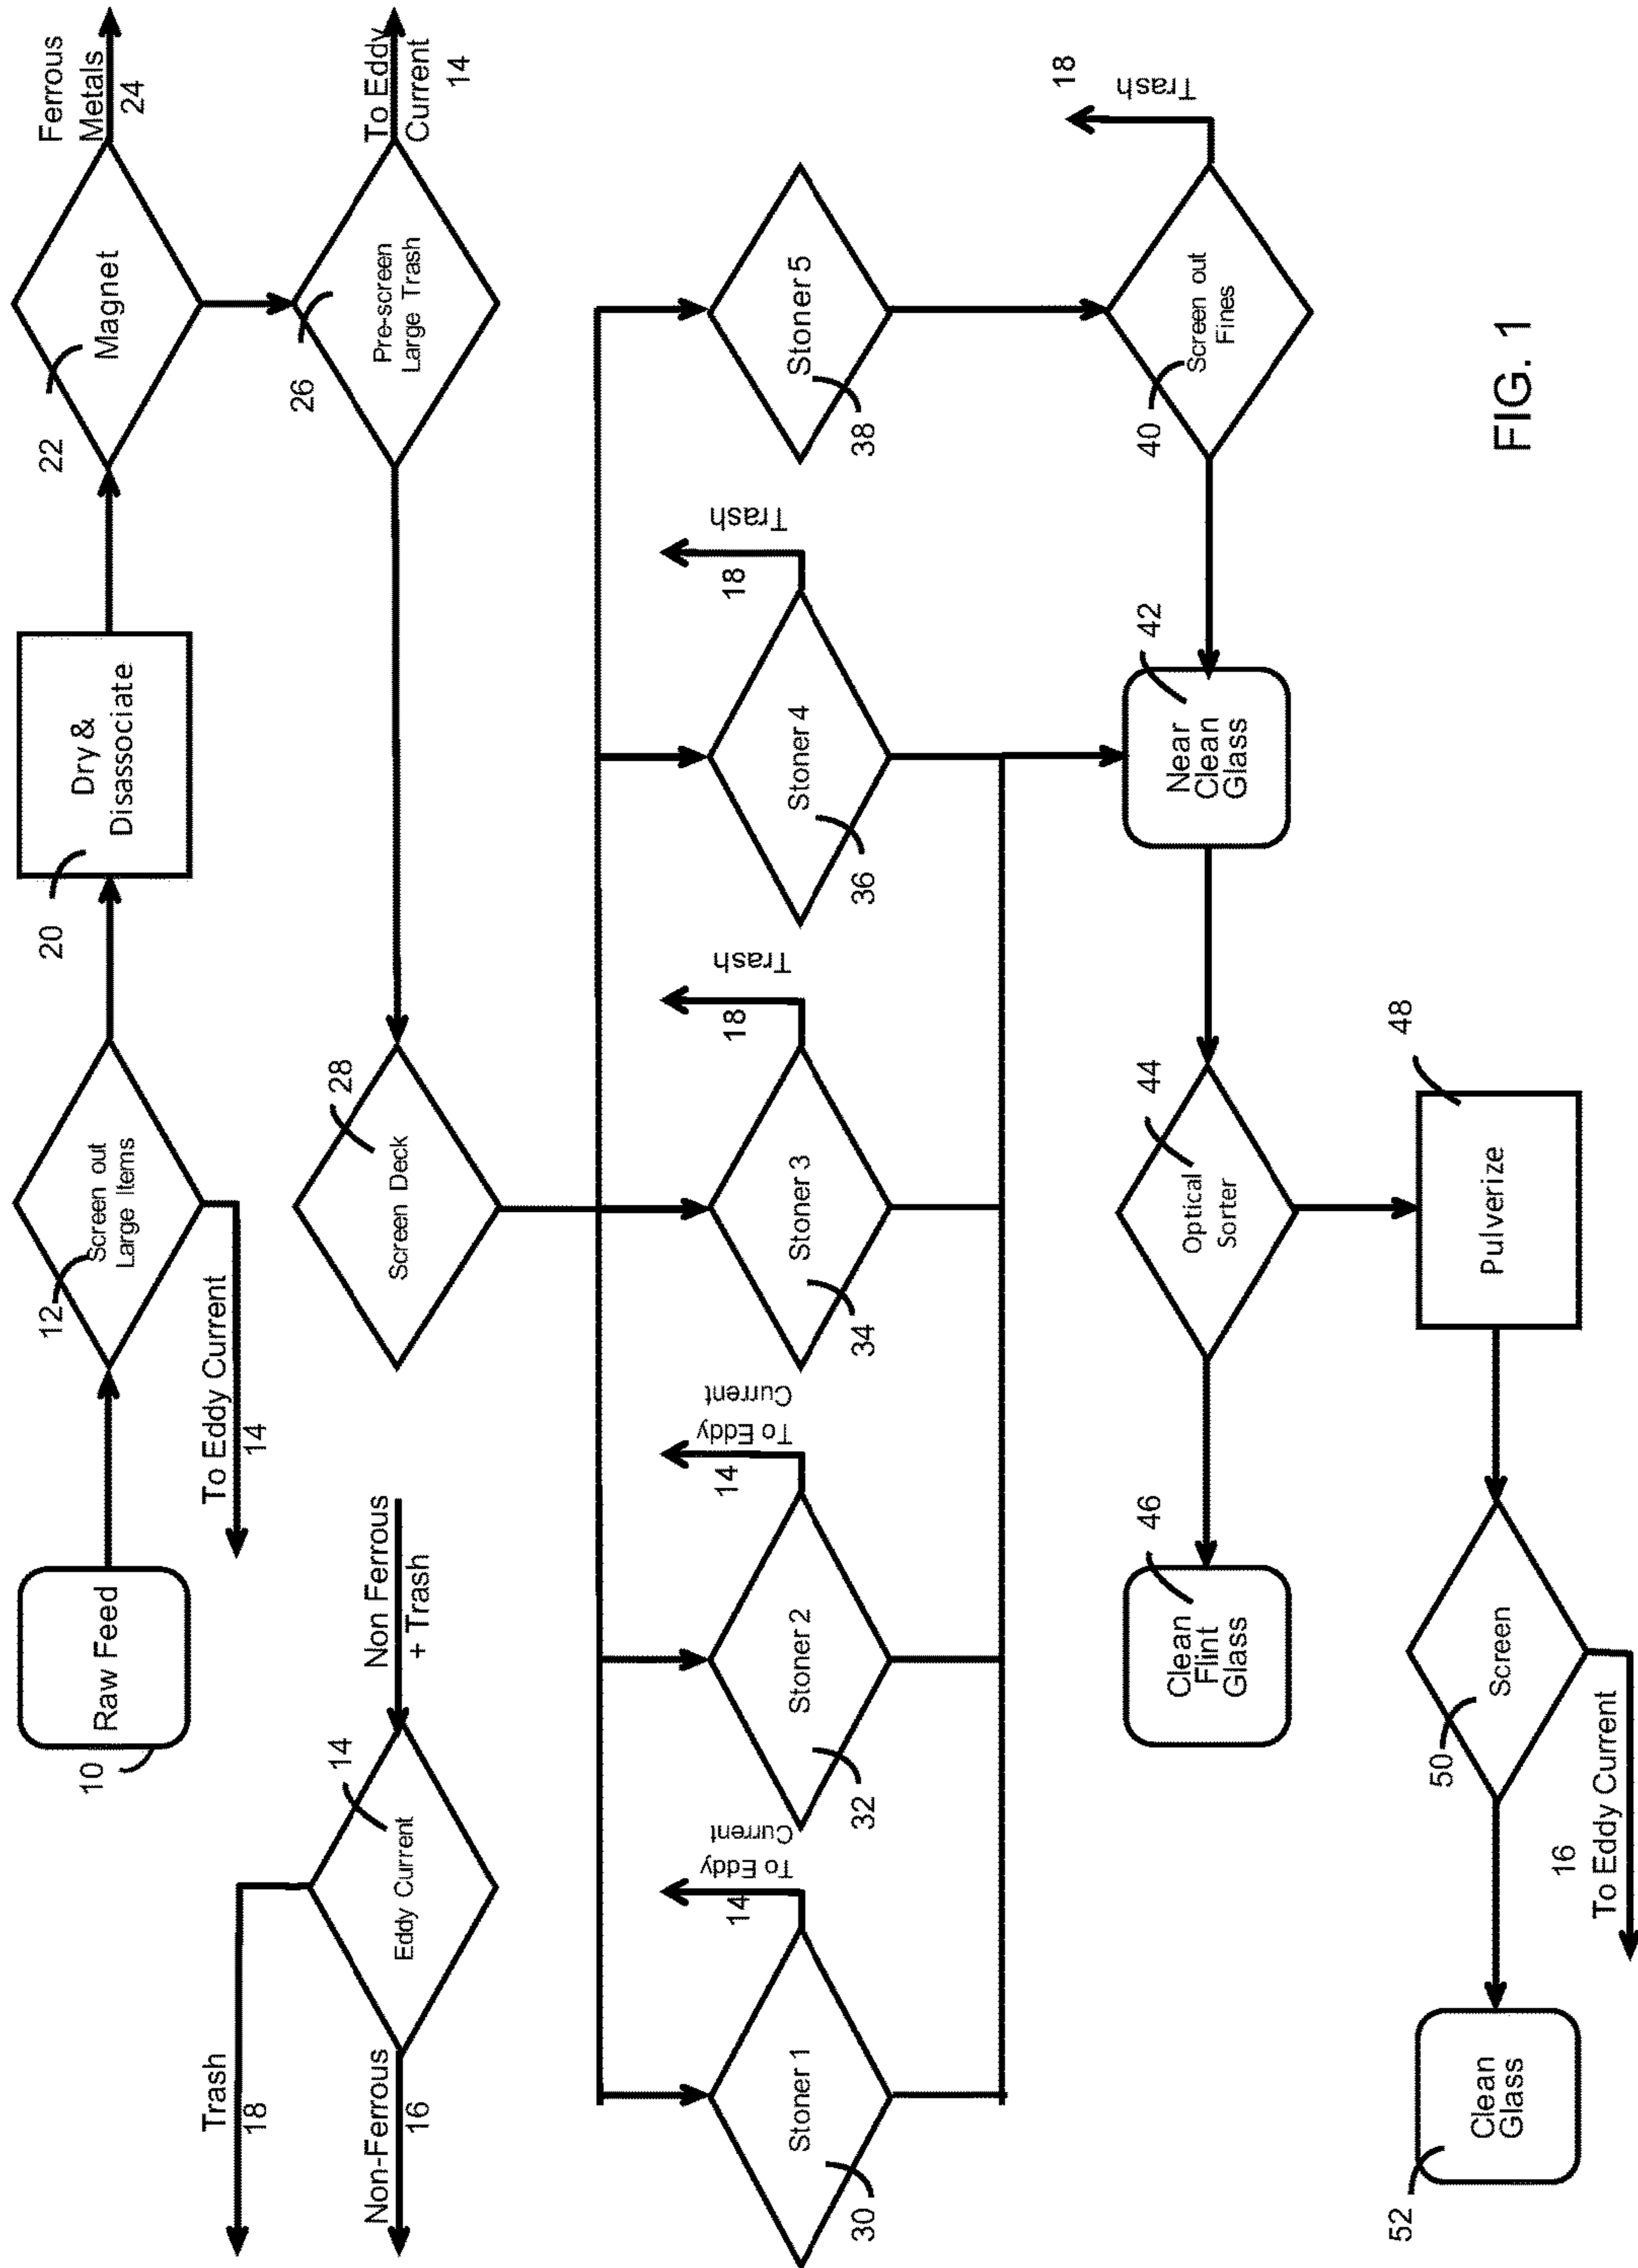 Raw Feed
10
12
Screen out
Large Items
To Eddy Current
14
20
Dry &
Disassociate
22
Magnet
Ferrous
Metals
24
Trash
18
Non-Ferrous
16
Eddy Current
14
Non Ferrous
+ Trash
Screen Deck
28
26
Pre-screen
Large Trash
To Eddy
Current
14
Stoner 1
30
14
To Eddy
Current
Stoner 2
32
14
To Eddy
Current
Stoner 3
34
18
Trash
Stoner 4
36
18
Trash
Stoner 5
38
40
Screen out
Fines
18
Trash
42
Near
Clean
Glass
44
Optical
Sorter
46
Clean
Flint
Glass
48
Pulverize
50
Screen
16
To Eddy Current
52
Clean
Glass
FIG. 1